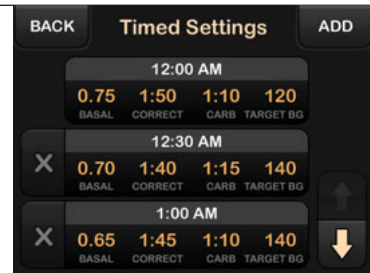 BACK Timed Settings ADD
12:00 AM
0.75 1:50 1:10 120
BASAL CORRECT CARB TARGET BG
12:30 AM
X 0.70 1:40 1:15 140
BASAL CORRECT CARB TARGET BG
1:00 AM
X 0.65 1:45 1:10 140
BASAL CORRECT CARB TARGET BG